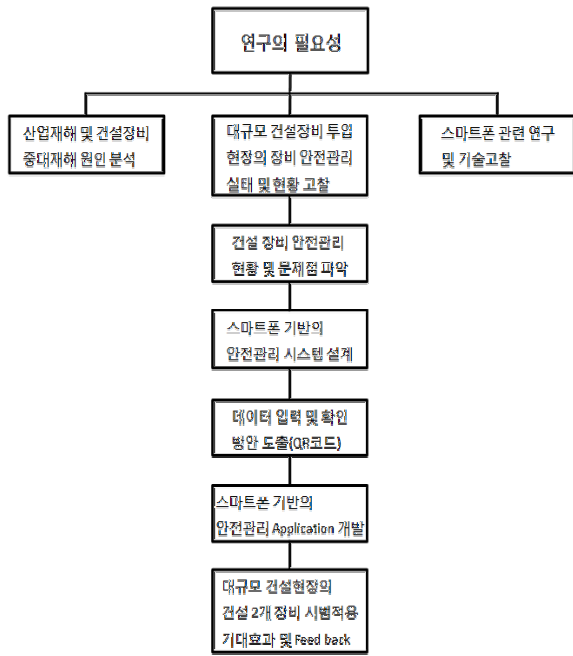 연구의 필요성
산업재해 및 건설장비
중대재해 원인 분석
대규모 건설장비 투입
현장의 장비 안전관리
실태 및 현황 고찰
스마트폰 관련 연구
및 기술고찰
건설 장비 안전관리
현황 및 문제점 파악
스마트폰 기반의
안전관리 시스템 설계
데이터 입력 및 확인
방안 도출(QR코드)
스마트폰 기반의
안전관리 Application 개발
대규모 건설현장의
건설 2개 장비 시범적용
기대효과 및 Feed back